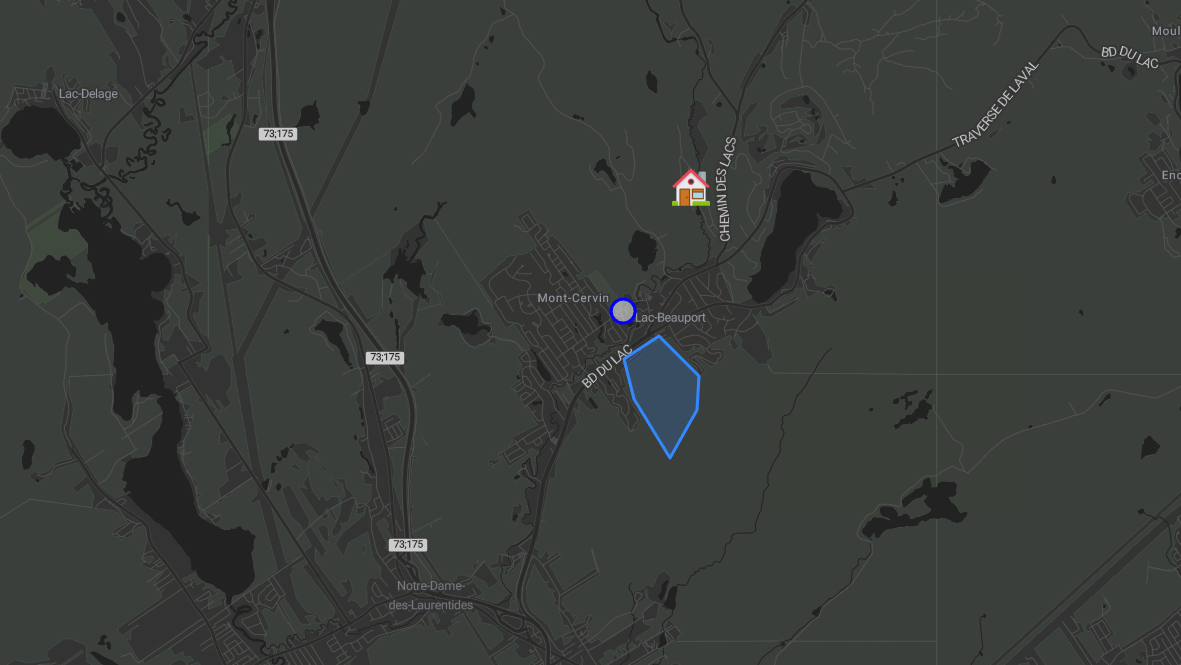 Moul
BD DU LAC
TRAVERSE DE LAVAL
Lac-Delage
73;175
CHEMIN DES LACS
Enc
Mont-Cervin
Lac-Beauport
BD DU LAC
73;175
73;175
Notre-Dame-
des-Laurentides